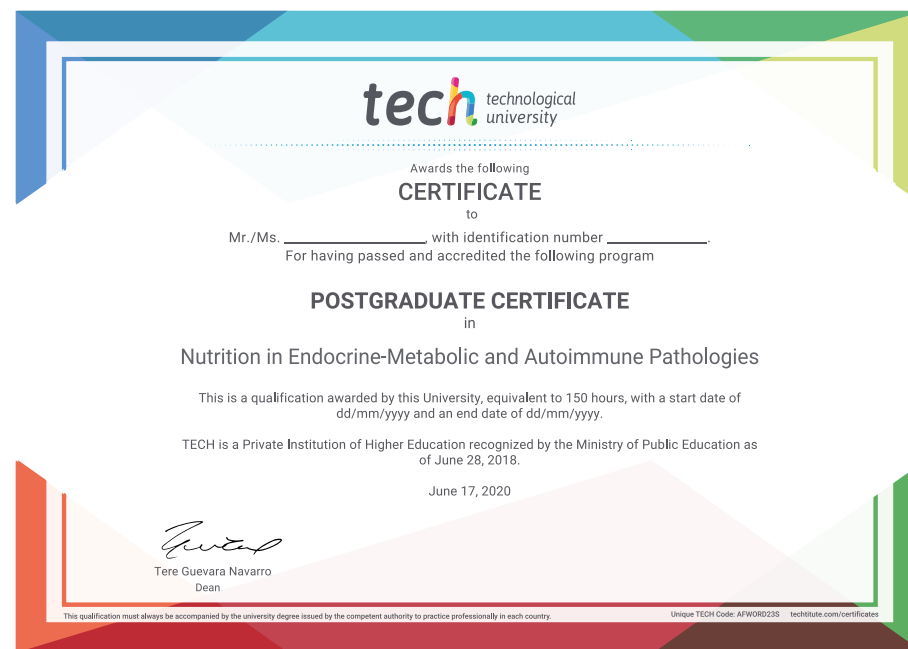 tech technological
university
Awards the following
CERTIFICATE
to
Mr./Ms. ____________________, with identification number ______________.
For having passed and accredited the following program
POSTGRADUATE CERTIFICATE
in
Nutrition in Endocrine-Metabolic and Autoimmune Pathologies
This is a qualification awarded by this University, equivalent to 150 hours, with a start date of
dd/mm/yyyy and an end date of dd/mm/yyyy.
TECH is a Private Institution of Higher Education recognized by the Ministry of Public Education as
of June 28, 2018.
June 17, 2020
Tere Guevara Navarro
Dean
This qualification must always be accompanied by the university degree issued by the competent authority to practice professionally in each country.
Unique TECH Code: AFWORD23S techtitute.com/certificates